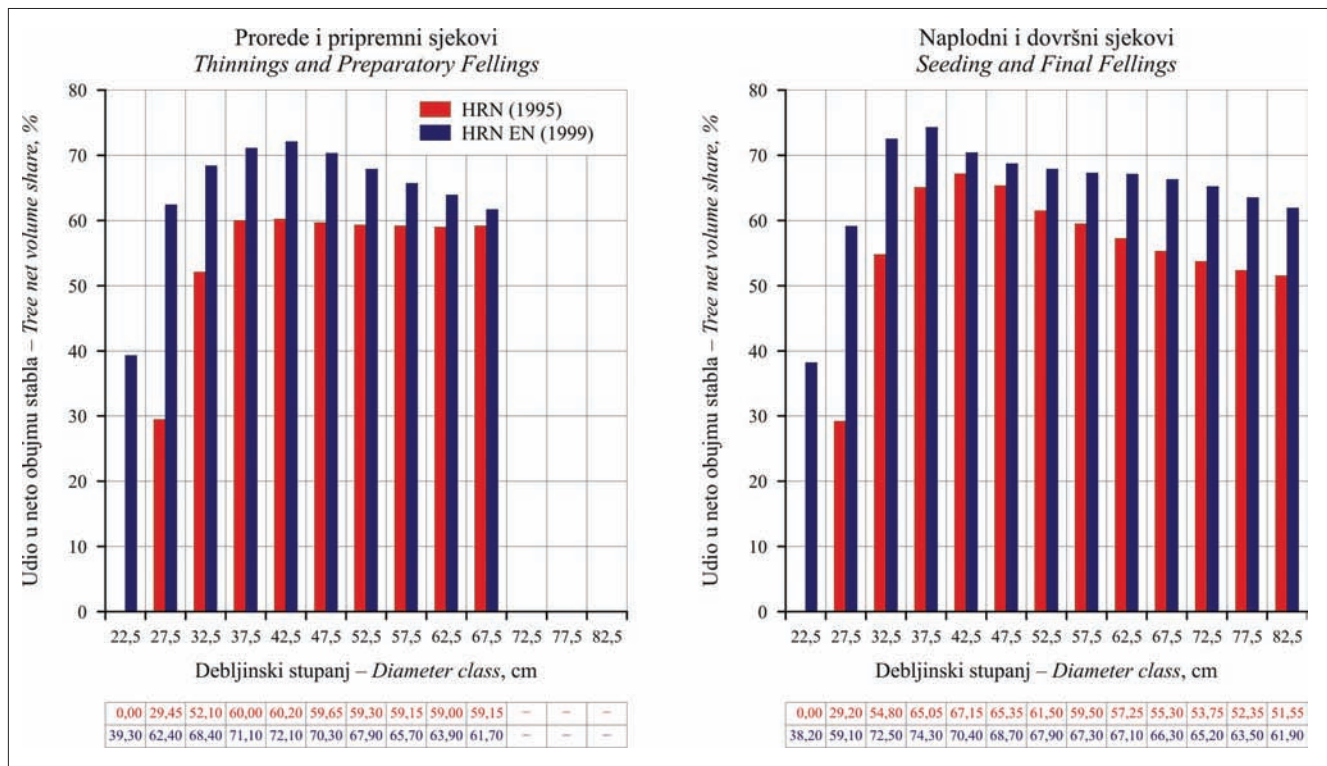 Prorede i pripremni sjekovi
Thinnings and Preparatory Fellings
Udio u neto obujmu stabla – Tree net volume share, %
80
70
60
50
40
30
20
10
0
HRN (1995)
HRN EN (1999)
22,5 27,5 32,5 37,5 42,5 47,5 52,5 57,5 62,5 67,5 72,5 77,5 82,5
Debljinski stupanj – Diameter class, cm
0,00 29,45 52,10 60,00 60,20 59,65 59,30 59,15 59,00 59,15 – – –
39,30 62,40 68,40 71,10 72,10 70,30 67,90 65,70 63,90 61,70 – – –
Naplodni i dovršni sjekovi
Seeding and Final Fellings
Udio u neto obujmu stabla – Tree net volume share, %
80
70
60
50
40
30
20
10
0
22,5 27,5 32,5 37,5 42,5 47,5 52,5 57,5 62,5 67,5 72,5 77,5 82,5
Debljinski stupanj – Diameter class, cm
0,00 29,20 54,80 65,05 67,15 65,35 61,50 59,50 57,25 55,30 53,75 52,35 51,55
38,20 59,10 72,50 74,30 70,40 68,70 67,90 67,30 67,10 66,30 65,20 63,50 61,90